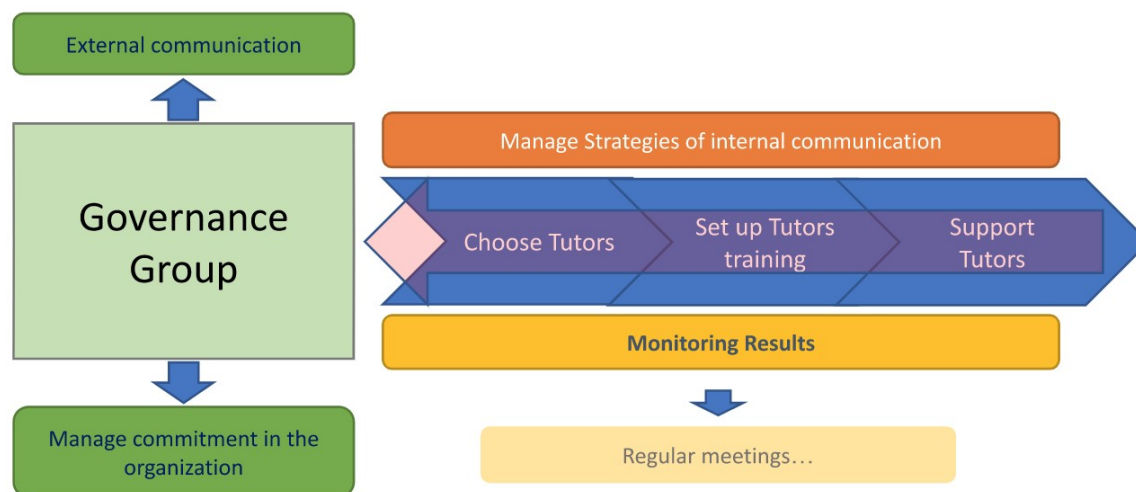 External communication
Governance
Group
Manage commitment in the
organization
Manage Strategies of internal communication
Choose Tutors
Set up Tutors
training
Support
Tutors
Monitoring Results
Regular meetings…